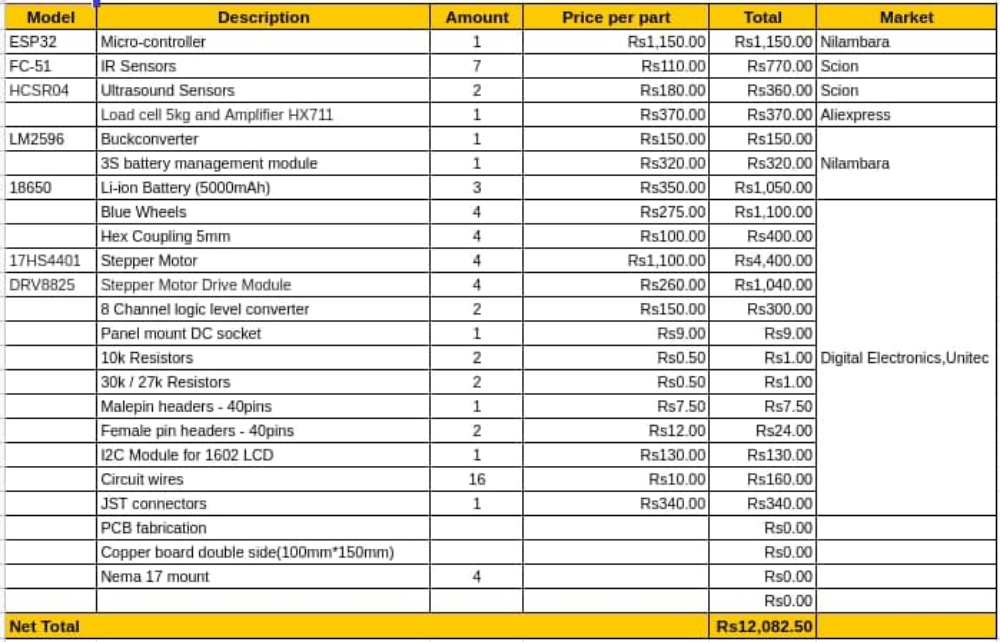 Model Description Amount Price per part Total Market
ESP32 Micro-controller 1 Rs1,150.00 Rs1,150.00 Nilambara
FC-51 IR Sensors 7 Rs110.00 Rs770.00 Scion
HCSR04 Ultrasound Sensors 2 Rs180.00 Rs360.00 Scion
Load cell 5kg and Amplifier HX711 1 Rs370.00 Rs370.00 Aliexpress
LM2596 Buckconverter 1 Rs150.00 Rs150.00
3S battery management module 1 Rs320.00 Rs320.00 Nilambara
18650 Li-ion Battery (5000mAh) 3 Rs350.00 Rs1,050.00
Blue Wheels 4 Rs275.00 Rs1,100.00
Hex Coupling 5mm 4 Rs100.00 Rs400.00
17HS4401 Stepper Motor 4 Rs1,100.00 Rs4,400.00
DRV8825 Stepper Motor Drive Module 4 Rs260.00 Rs1,040.00
8 Channel logic level converter 2 Rs150.00 Rs300.00
Panel mount DC socket 1 Rs9.00 Rs9.00
10k Resistors 2 Rs0.50 Rs1.00 Digital Electronics,Unitec
30k / 27k Resistors 2 Rs0.50 Rs1.00
Malepin headers - 40pins 1 Rs7.50 Rs7.50
Female pin headers - 40pins 2 Rs12.00 Rs24.00
I2C Module for 1602 LCD 1 Rs130.00 Rs130.00
Circuit wires 16 Rs10.00 Rs160.00
JST connectors 1 Rs340.00 Rs340.00
PCB fabrication Rs0.00
Copper board double side(100mm*150mm) Rs0.00
Nema 17 mount 4 Rs0.00
Rs0.00
Net Total Rs12,082.50